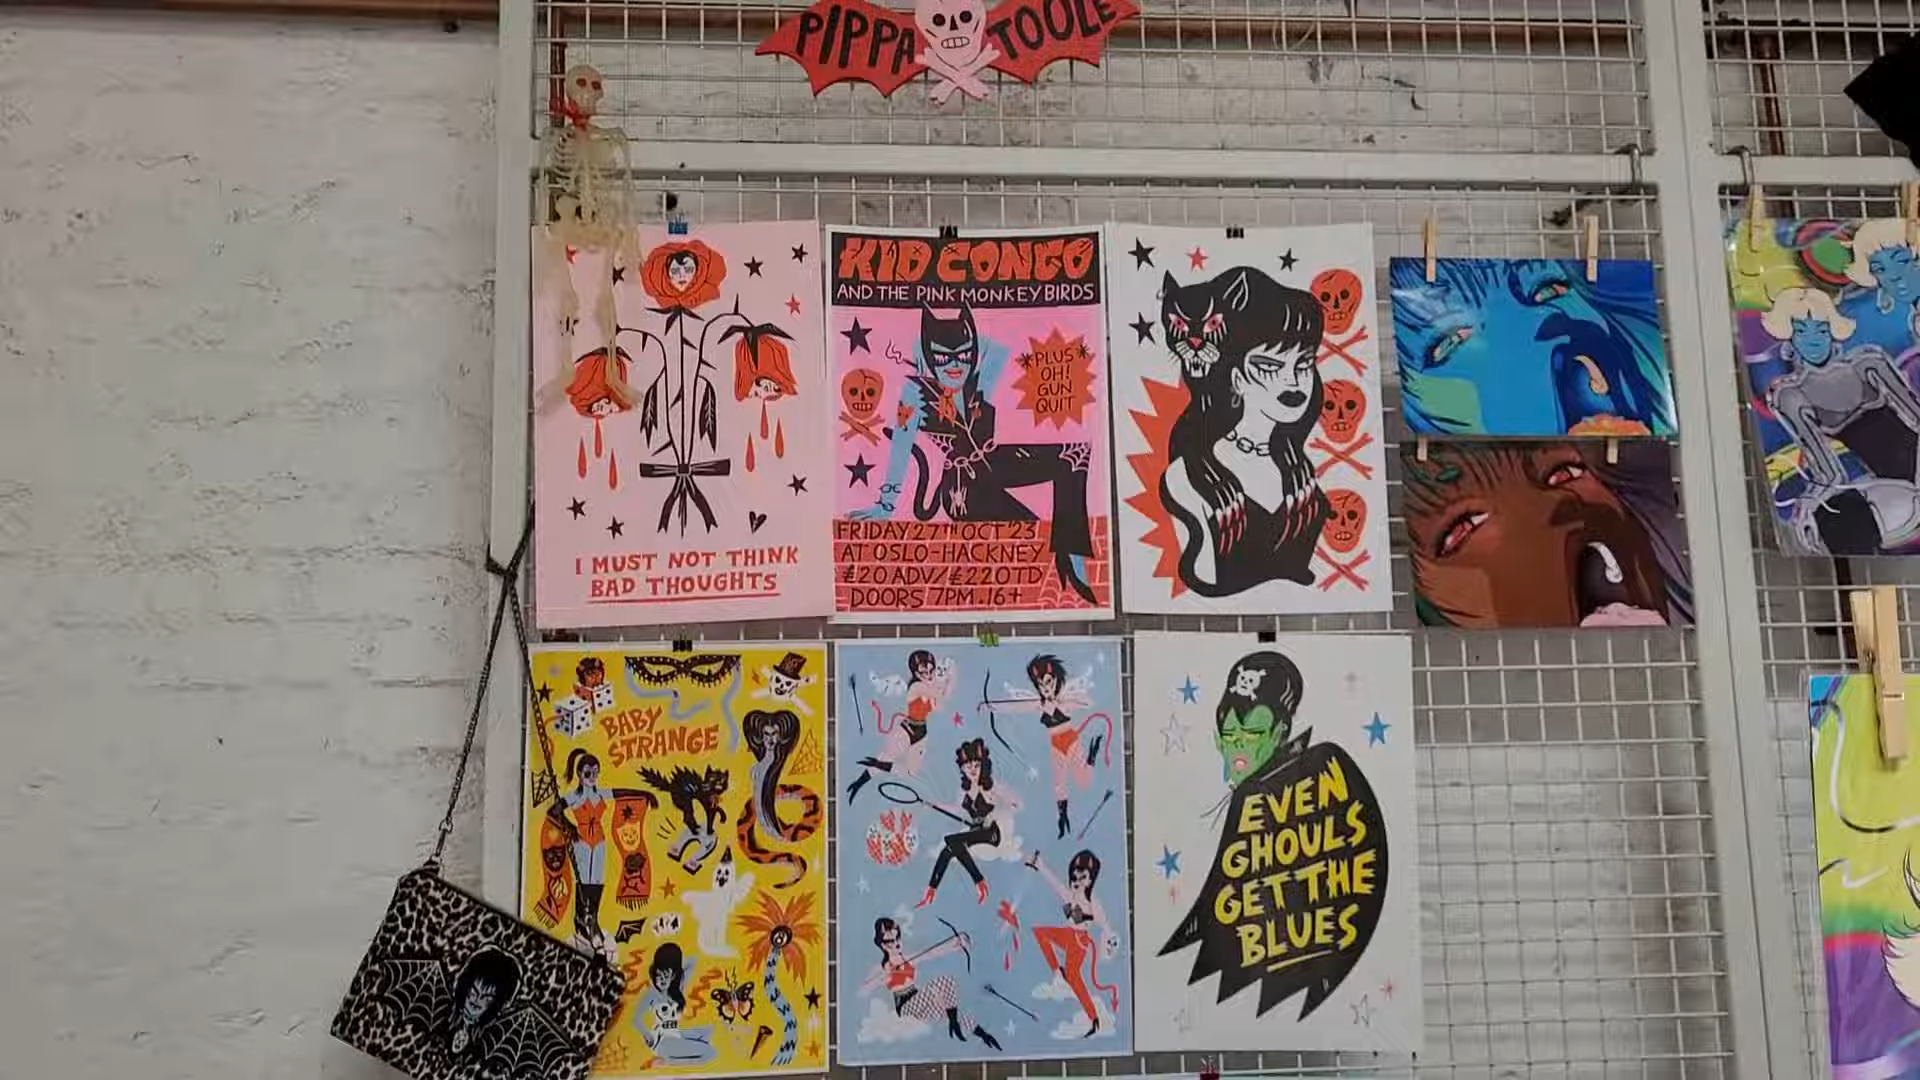 PIPPA TOOLE
I MUST NOT THINK
BAD THOUGHTS
KID CONGO
AND THE PINK MONKEY BIRDS
PLUS
OH!
GUN
QUIT
FRIDAY 27TH OCT '23
AT OSLO-HACKNEY
£20 ADV/£22OTD
DOORS 7PM.16+
BABY
STRANGE
EVEN
GHOULS
GET THE
BLUES